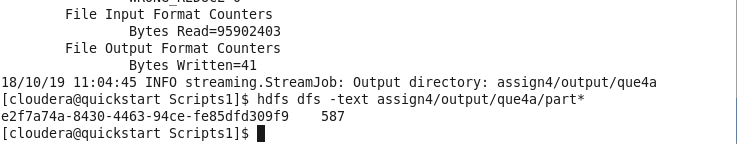 File Input Format Counters
Bytes Read=95902403
File Output Format Counters
Bytes Written=41
18/10/19 11:04:45 INFO streaming.StreamJob: Output directory: assign4/output/que4a
[cloudera@quickstart Scripts1]$ hdfs dfs -text assign4/output/que4a/part*
e2f7a74a-8430-4463-94ce-fe85dfd309f9    587
[cloudera@quickstart Scripts1]$